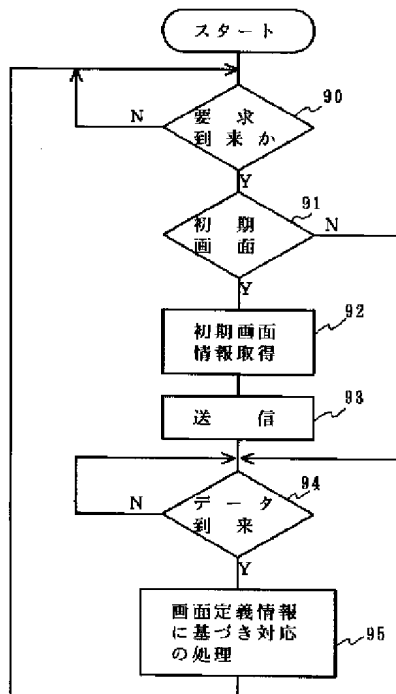 スタート
90
N
要求
到来か
Y
91
初期
画面
N
Y
92
初期画面
情報取得
93
送信
94
データ
到来
N
Y
95
画面定義情報
に基づき対応
の処理